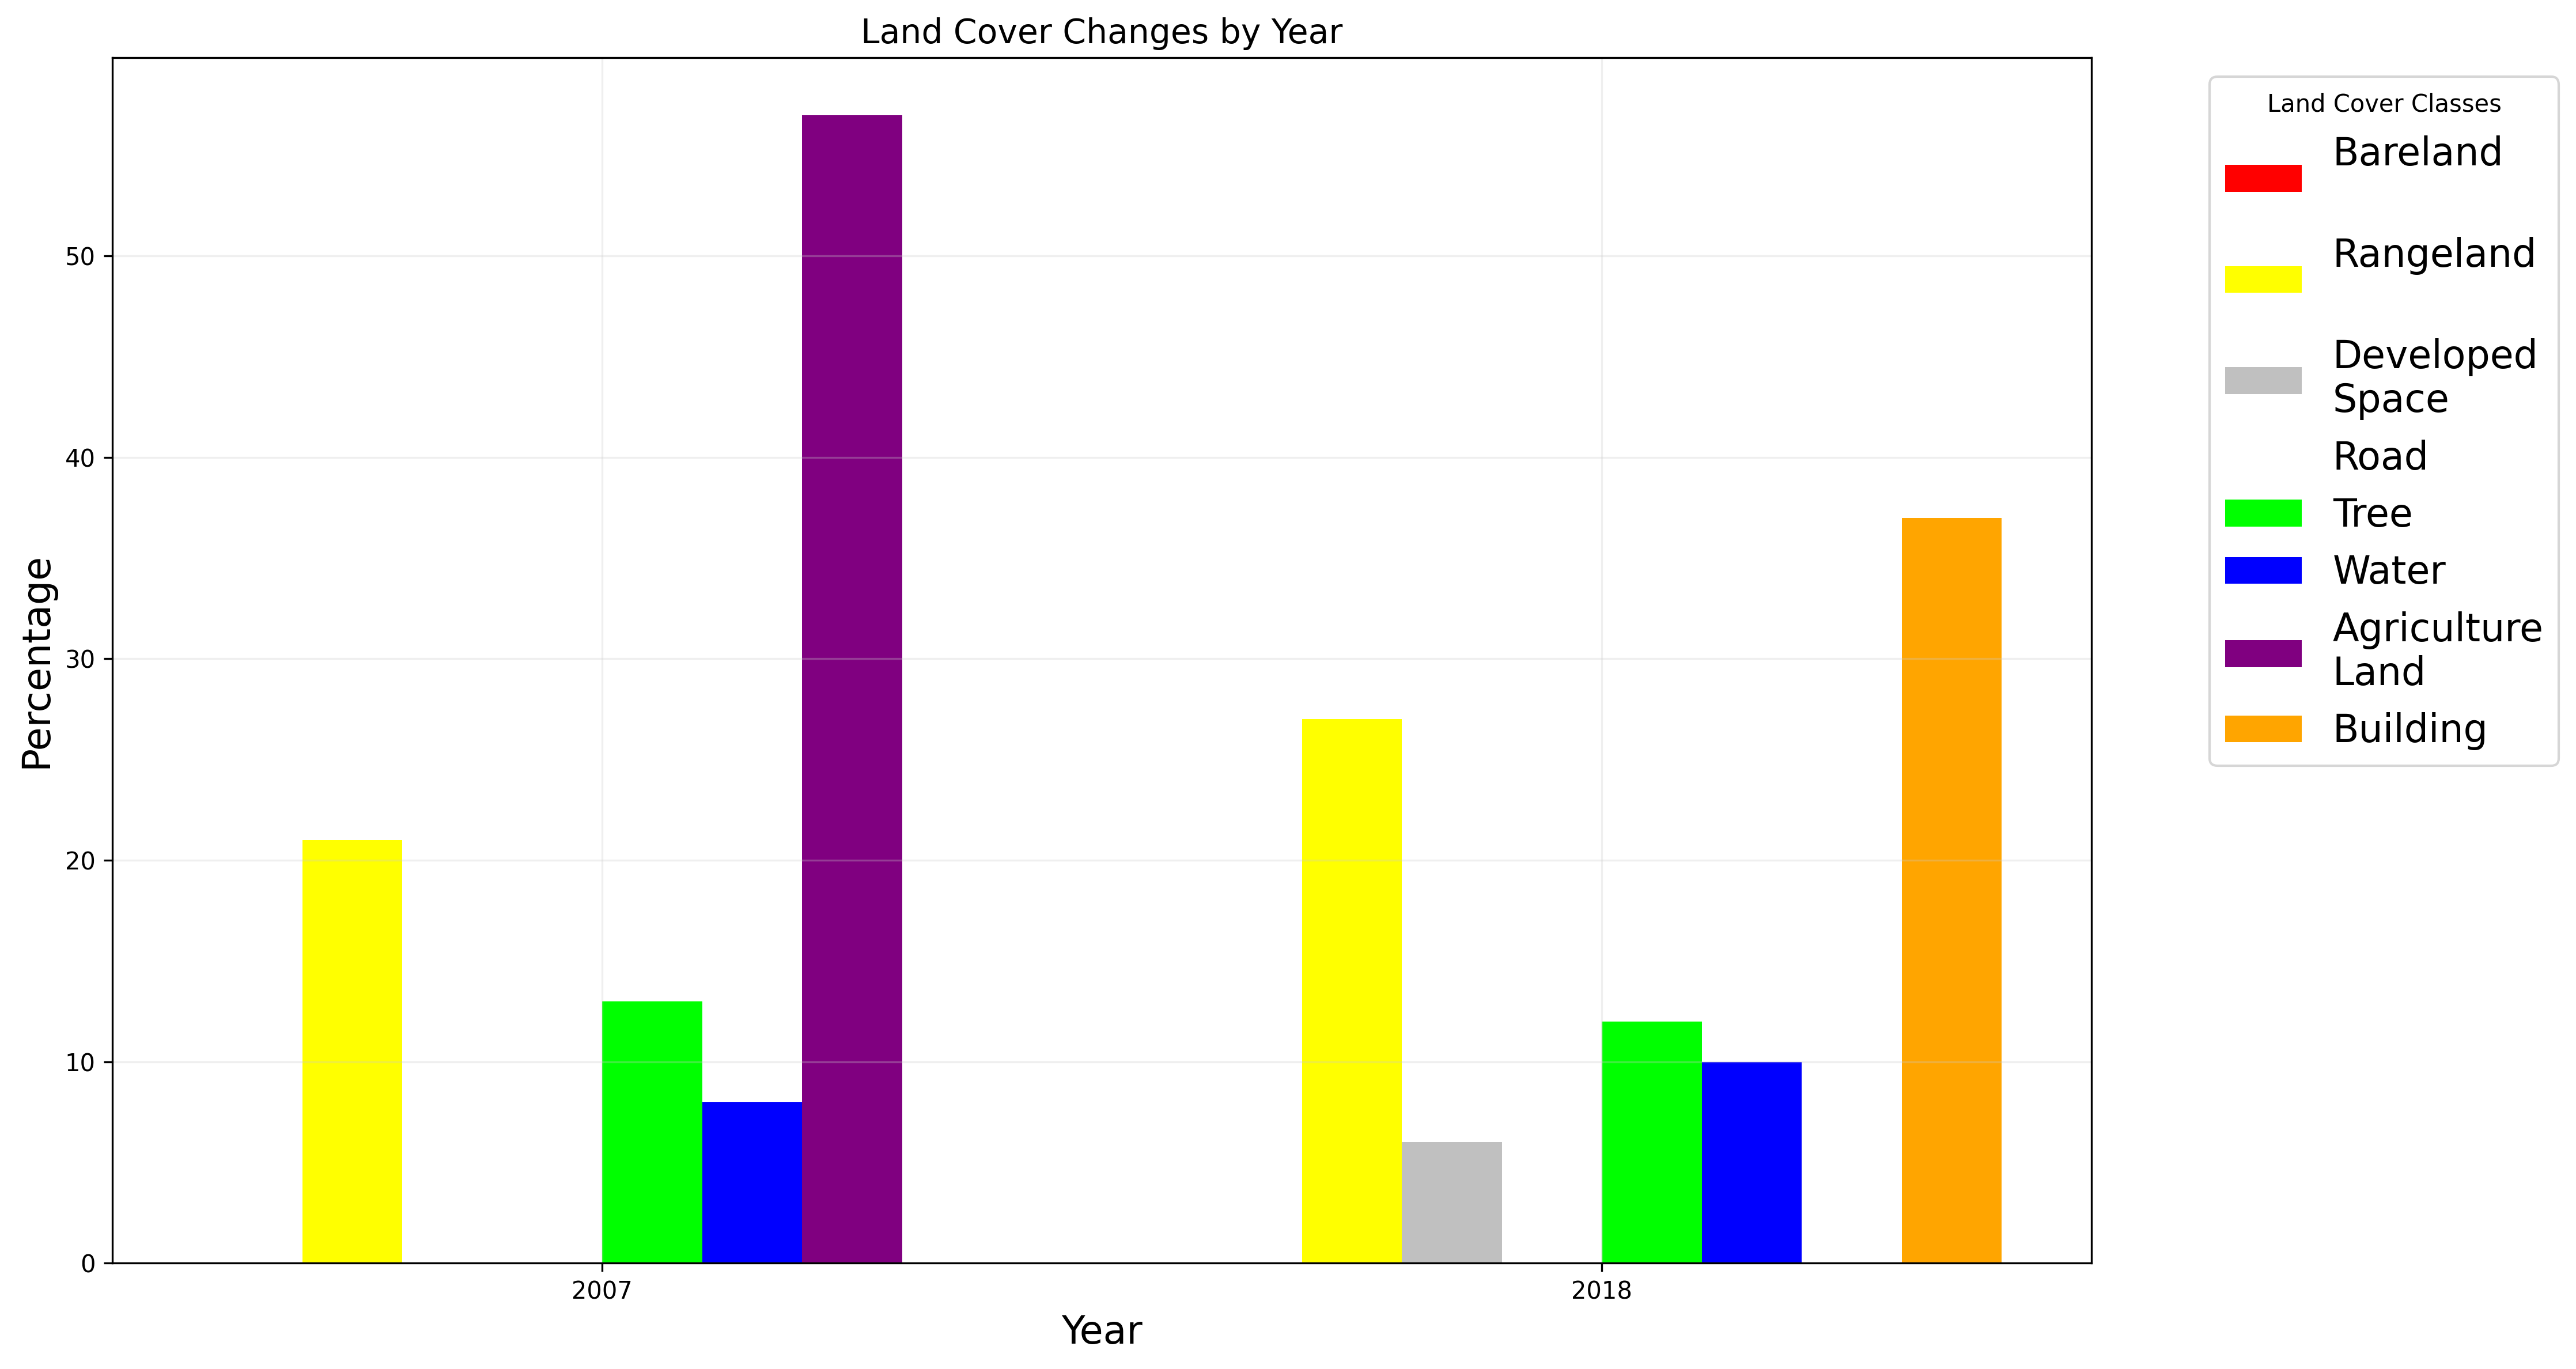 Land Cover Changes by Year
Percentage
50
40
30
20
10
0
2007
2018
Year
Land Cover Classes
Bareland
Rangeland
Developed
Space
Road
Tree
Water
Agriculture
Land
Building